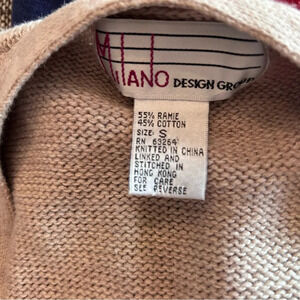 Milano DESIGN GROUP
55% RAMIE
45% COTTON
SIZE: S
RN 63264
KNITTED IN CHINA
LINKED AND
STITCHED IN
HONG KONG
FOR CARE
SEE REVERSE